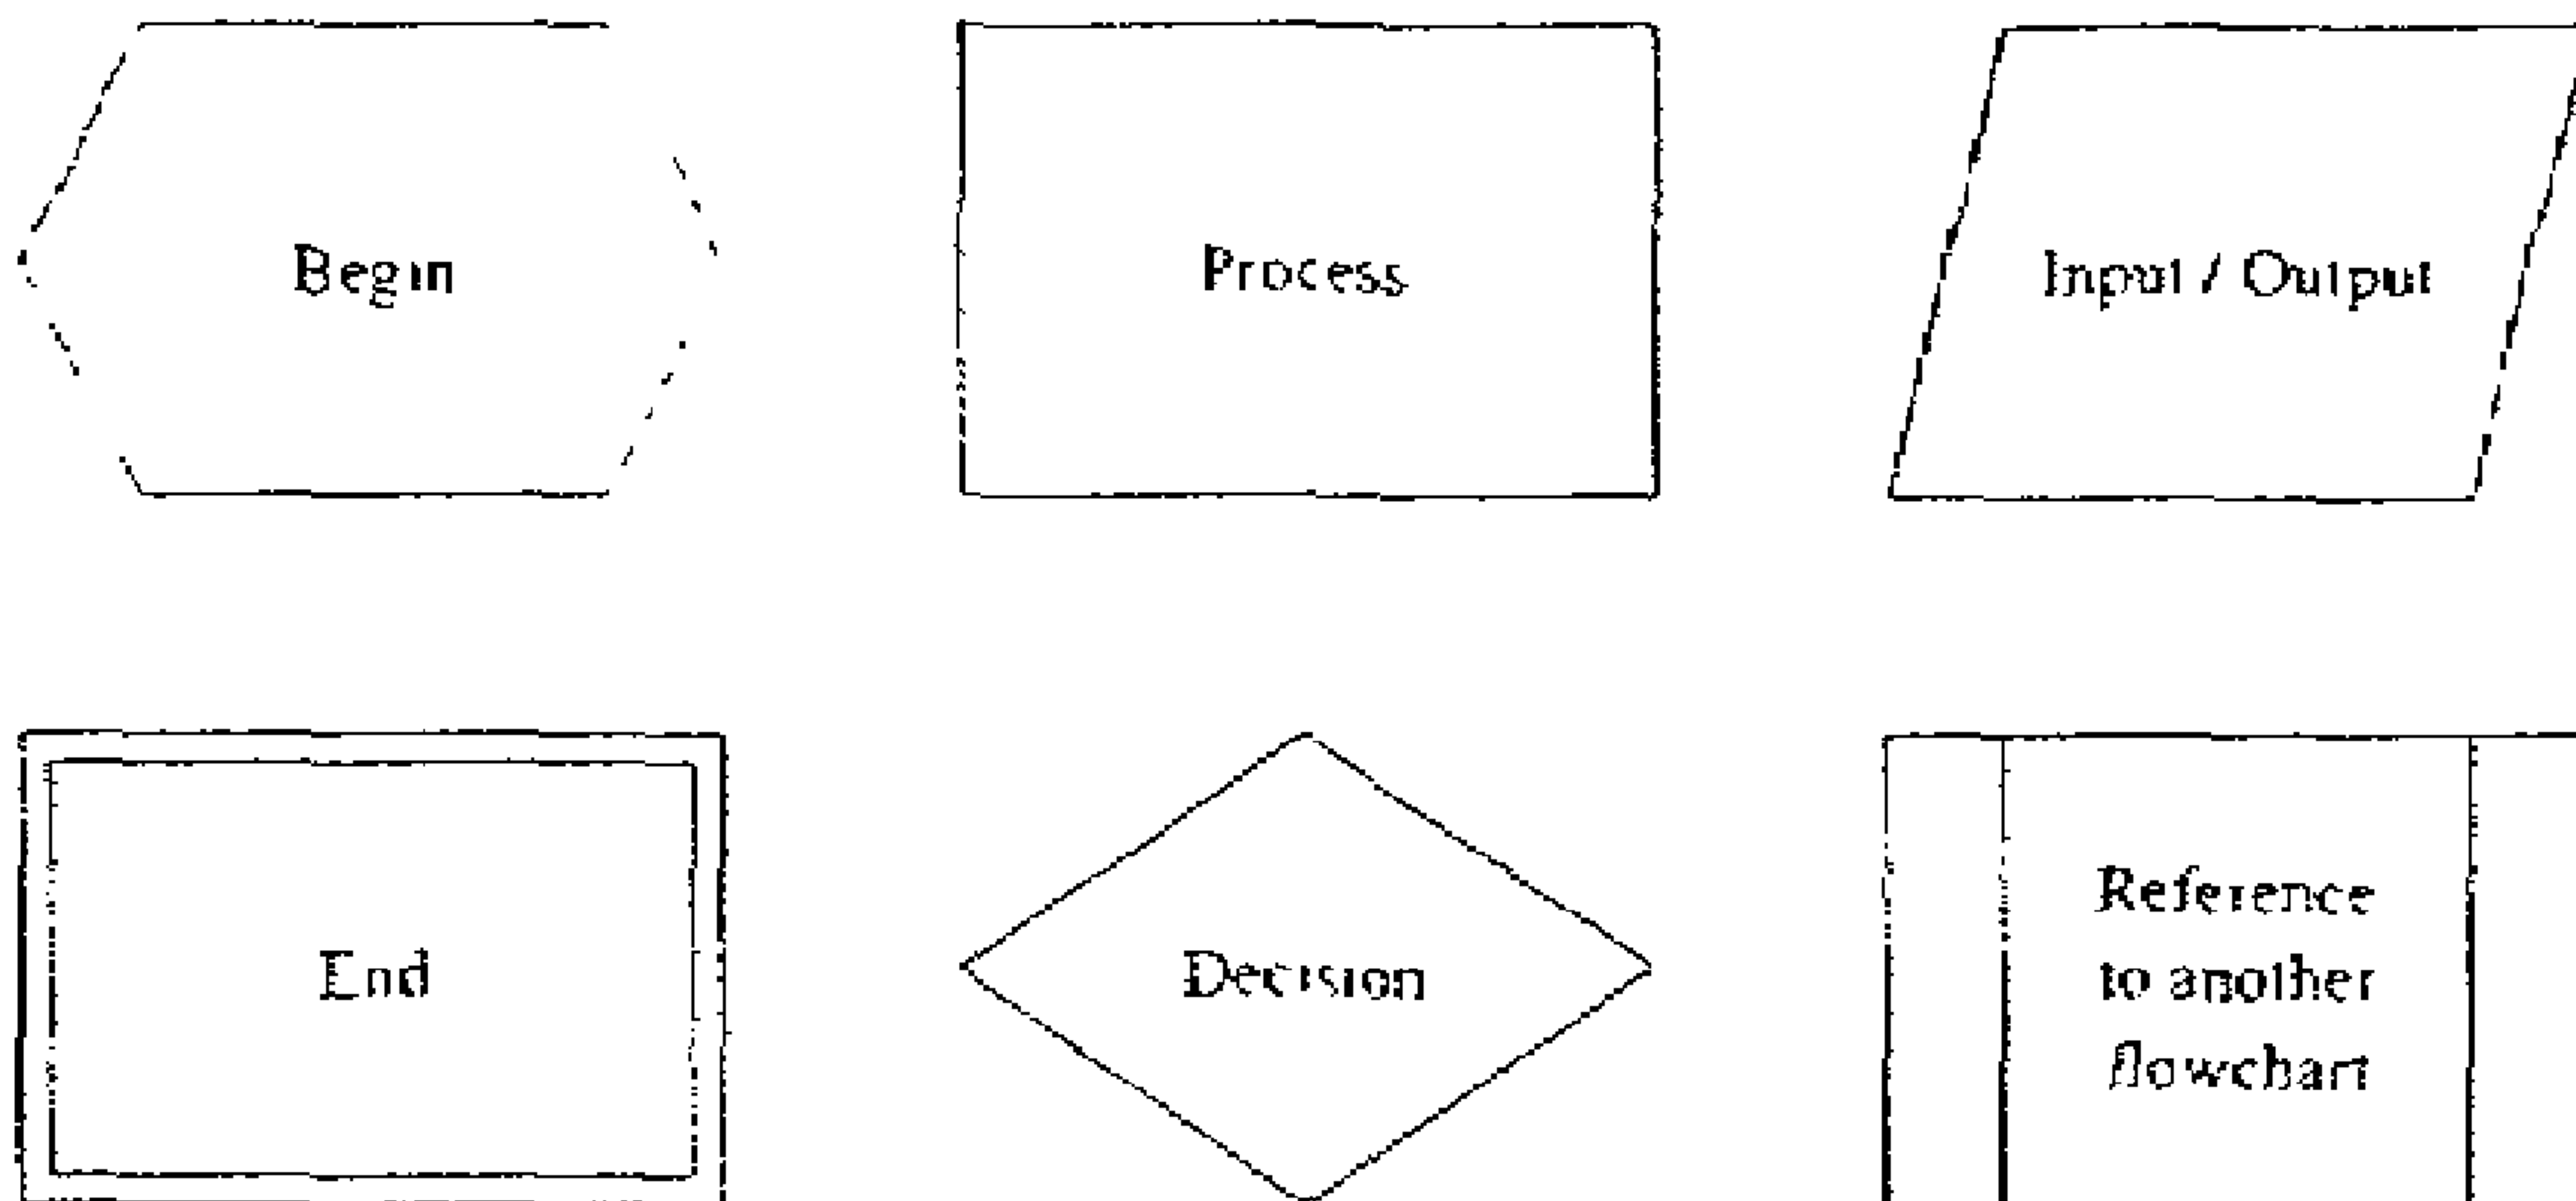 Begin
Process
Input / Output
End
Decision
Reference
to another
flowchart